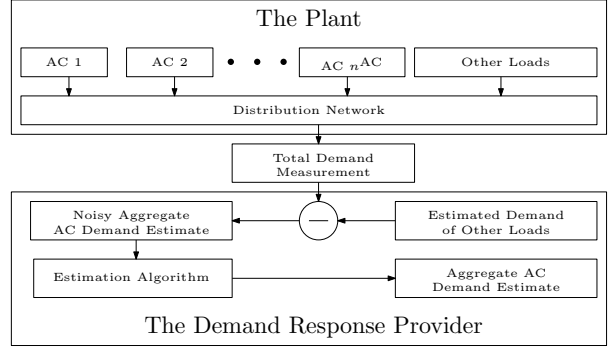 The Plant
AC 1
AC 2
AC nAC
Other Loads
Distribution Network
Total Demand
Measurement
Noisy Aggregate
AC Demand Estimate
—
Estimated Demand
of Other Loads
Estimation Algorithm
Aggregate AC
Demand Estimate
The Demand Response Provider